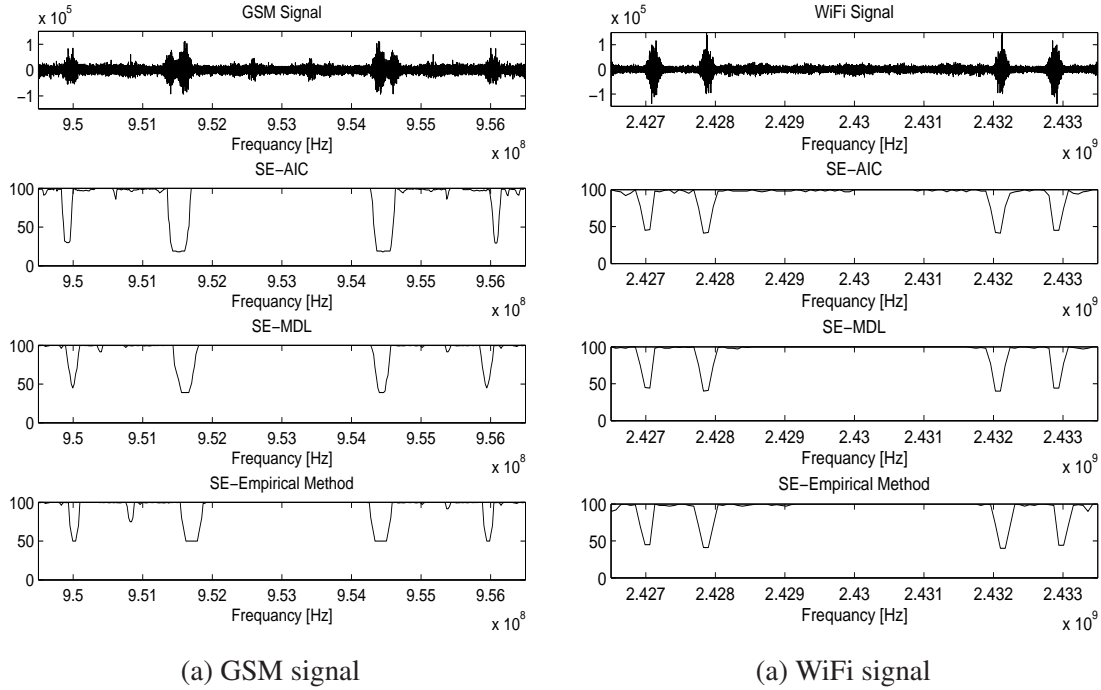 GSM Signal
x 10^5
1
0
−1
9.5 9.51 9.52 9.53 9.54 9.55 9.56
Frequancy [Hz]
x 10^8
SE−AIC
100
50
0
9.5 9.51 9.52 9.53 9.54 9.55 9.56
Frequancy [Hz]
x 10^8
SE−MDL
100
50
0
9.5 9.51 9.52 9.53 9.54 9.55 9.56
Frequancy [Hz]
x 10^8
SE−Empirical Method
100
50
0
9.5 9.51 9.52 9.53 9.54 9.55 9.56
Frequancy [Hz]
x 10^8
(a) GSM signal
WiFi Signal
x 10^5
1
0
−1
2.427 2.428 2.429 2.43 2.431 2.432 2.433
Frequancy [Hz]
x 10^9
SE−AIC
100
50
0
2.427 2.428 2.429 2.43 2.431 2.432 2.433
Frequancy [Hz]
x 10^9
SE−MDL
100
50
0
2.427 2.428 2.429 2.43 2.431 2.432 2.433
Frequancy [Hz]
x 10^9
SE−Empirical Method
100
50
0
2.427 2.428 2.429 2.43 2.431 2.432 2.433
Frequancy [Hz]
x 10^9
(a) WiFi signal